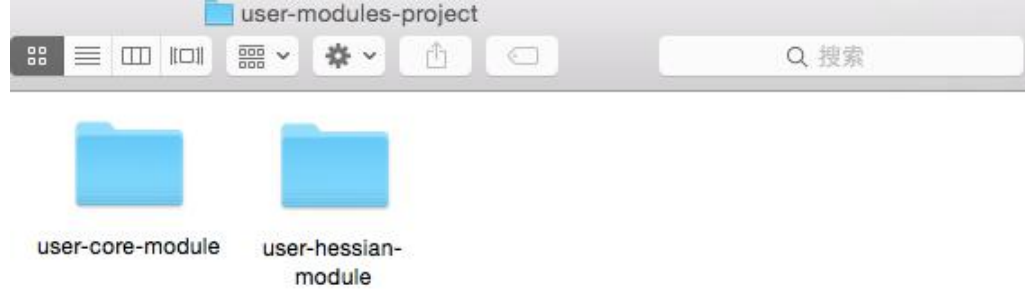 user-modules-project
搜索
user-core-module
user-hessian-
module